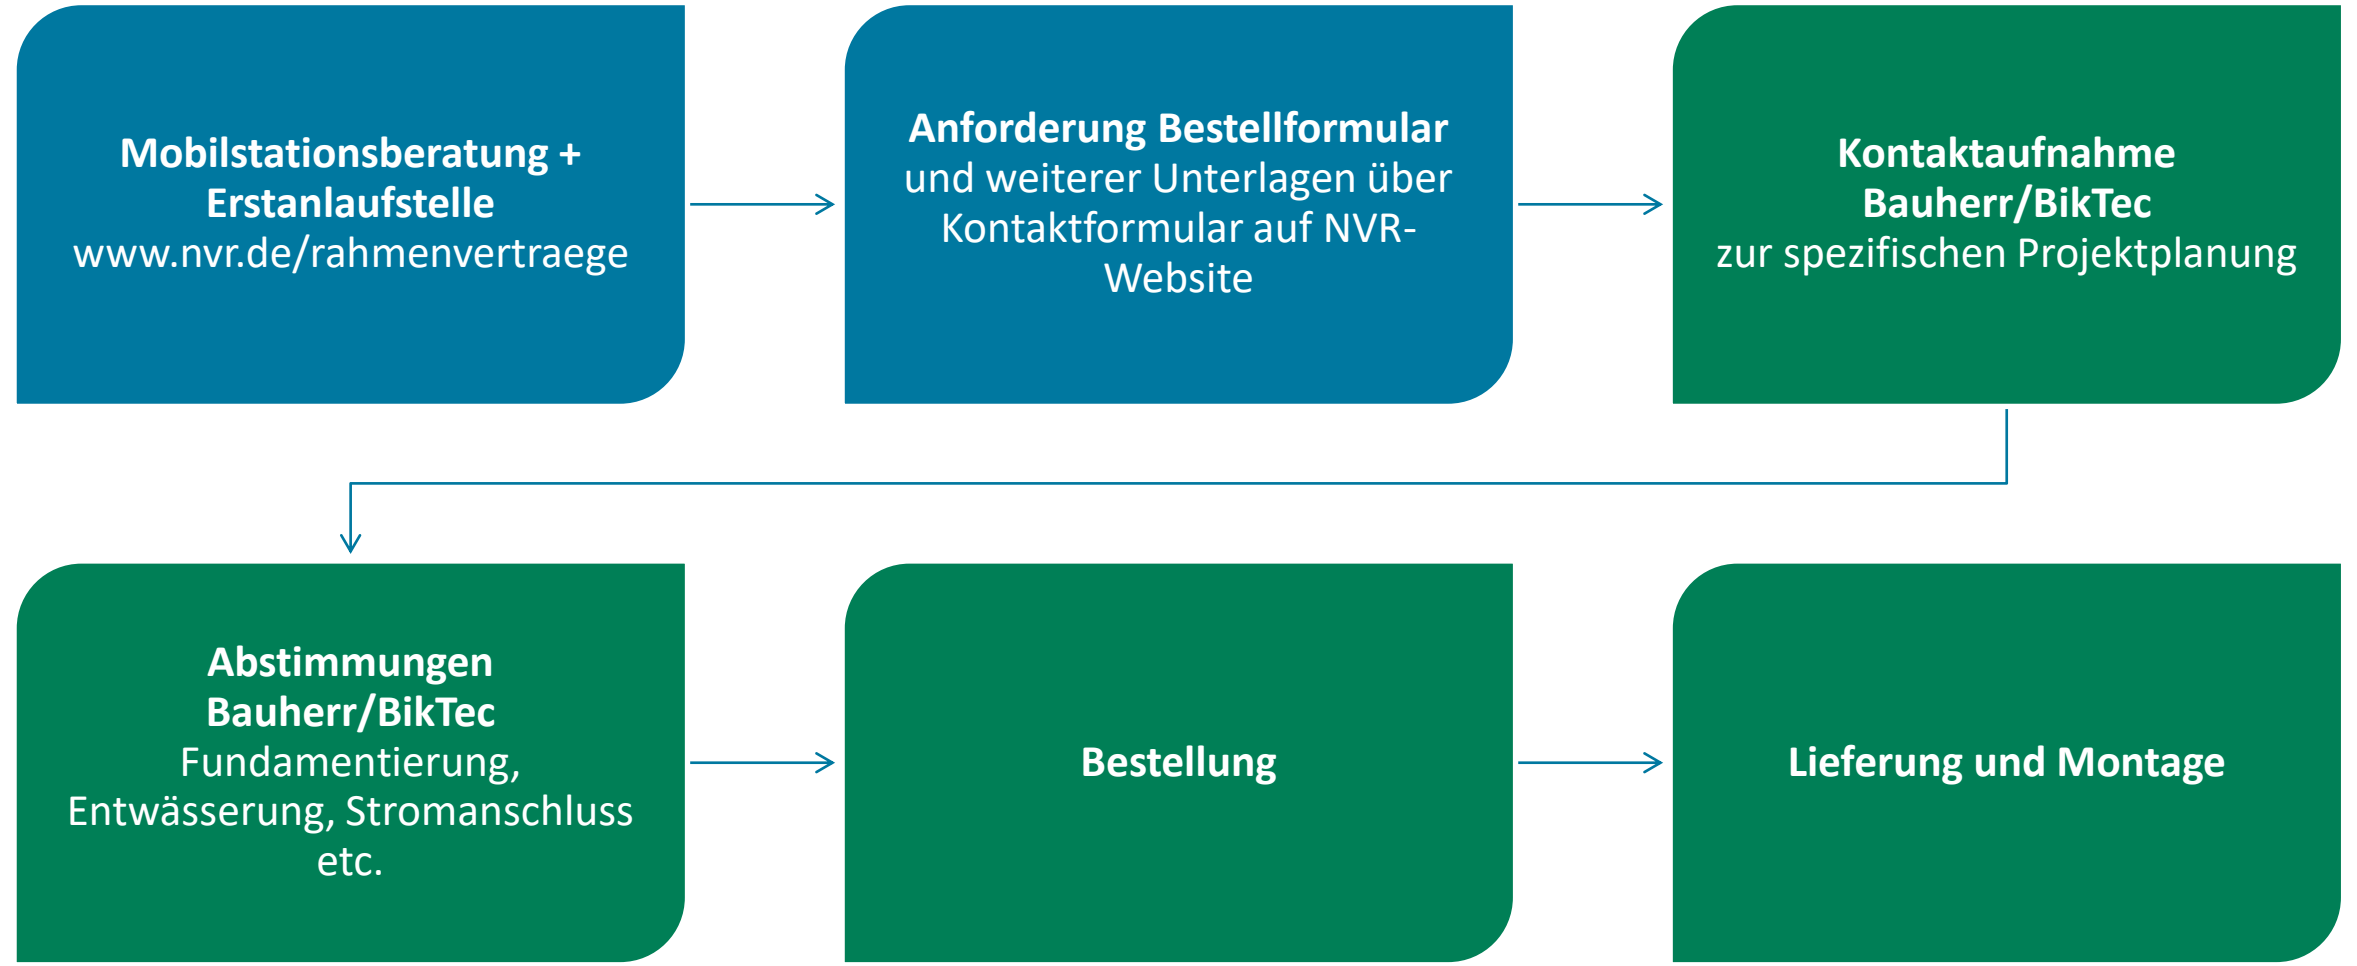 Mobilstationsberatung +
Erstanlaufstelle
www.nvr.de/rahmenvertraege
Anforderung Bestellformular
und weiterer Unterlagen über
Kontaktformular auf NVR-
Website
Kontaktaufnahme
Bauherr/BikTec
zur spezifischen Projektplanung
Abstimmungen
Bauherr/BikTec
Fundamentierung,
Entwässerung, Stromanschluss
etc.
Bestellung
Lieferung und Montage